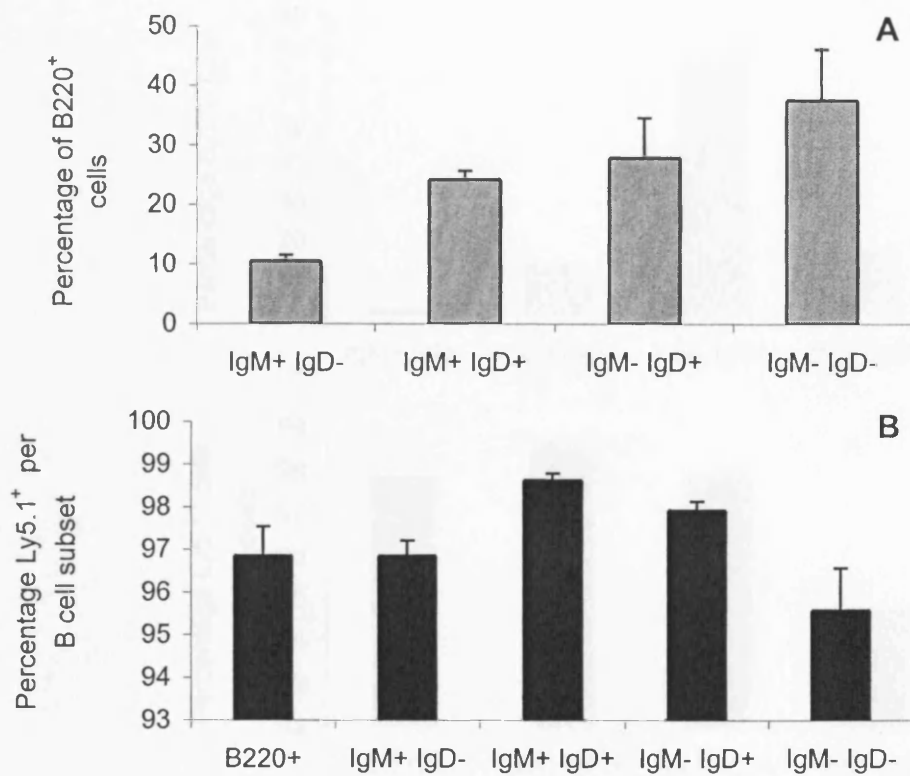 A
Percentage of B220⁺
cells
50
40
30
20
10
0
IgM+ IgD- IgM+ IgD+ IgM- IgD+ IgM- IgD-
B
Percentage Ly5.1⁺ per
B cell subset
100
99
98
97
96
95
94
93
B220+ IgM+ IgD- IgM+ IgD+ IgM- IgD+ IgM- IgD-